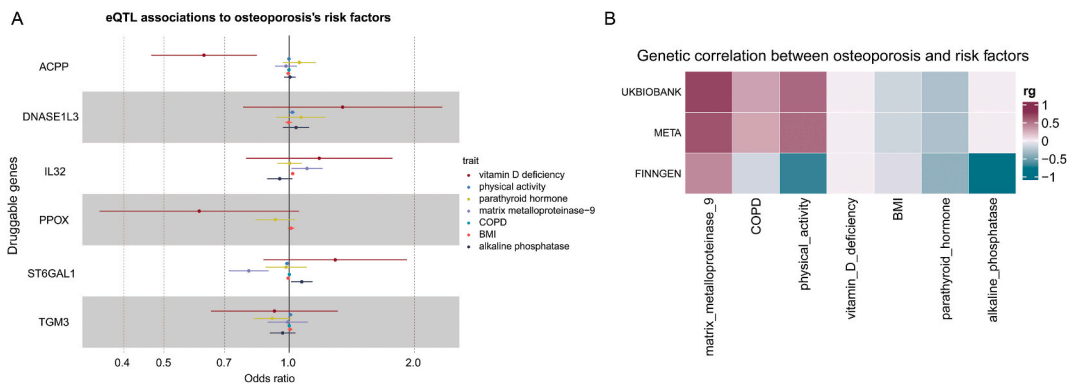 A
eQTL associations to osteoporosis's risk factors
Druggable genes
ACPP
DNASE1L3
IL32
PPOX
ST6GAL1
TGM3
0.4
0.5
0.7
1.0
2.0
Odds ratio
trait
vitamin D deficiency
physical activity
parathyroid hormone
matrix metalloproteinase-9
COPD
BMI
alkaline phosphatase
B
Genetic correlation between osteoporosis and risk factors
UKBIOBANK
META
FINNGEN
matrix_metalloproteinase_9
COPD
physical_activity
vitamin_D_deficiency
BMI
parathyroid_hormone
alkaline_phosphatase
rg
1
0.5
0
−0.5
−1